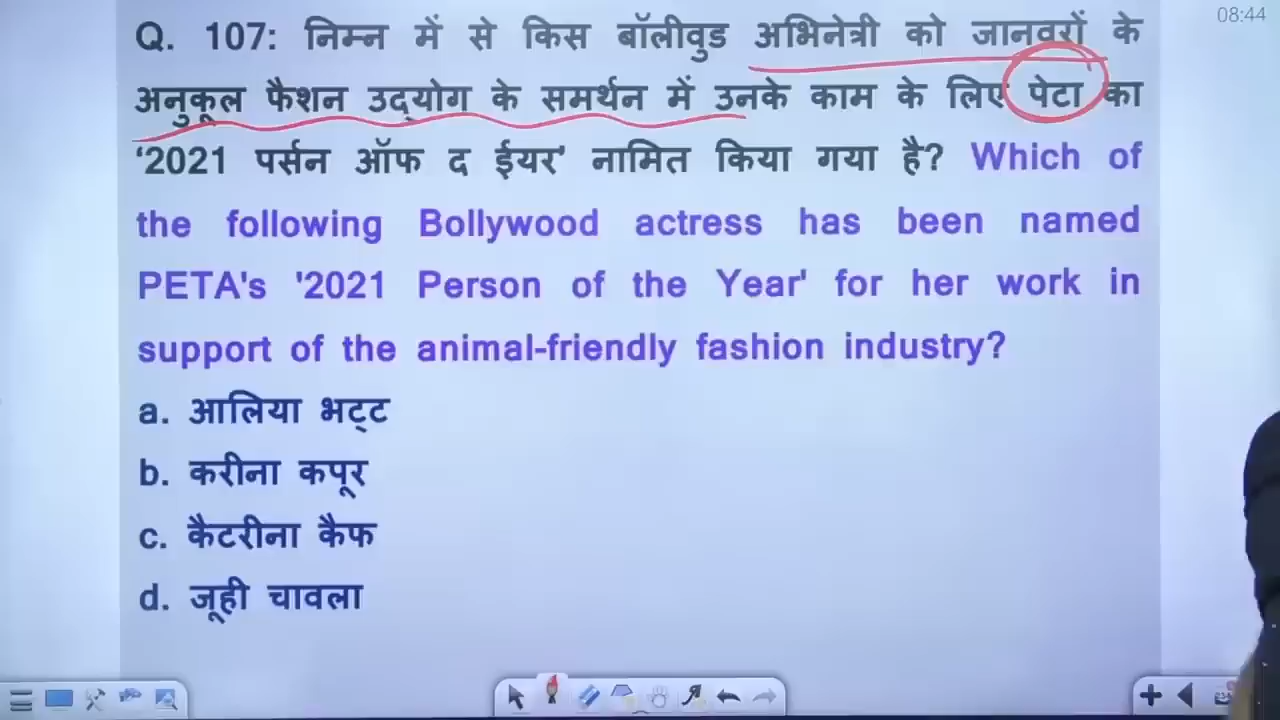 08:44
Q. 107: निम्न में से किस बॉलीवुड अभिनेत्री को जानवरों के
अनुकूल फैशन उद्योग के समर्थन में उनके काम के लिए पेटा का
‘2021 पर्सन ऑफ द ईयर’ नामित किया गया है? Which of
the following Bollywood actress has been named
PETA's '2021 Person of the Year' for her work in
support of the animal-friendly fashion industry?
a. आलिया भट्ट
b. करीना कपूर
c. कैटरीना कैफ
d. जूही चावला